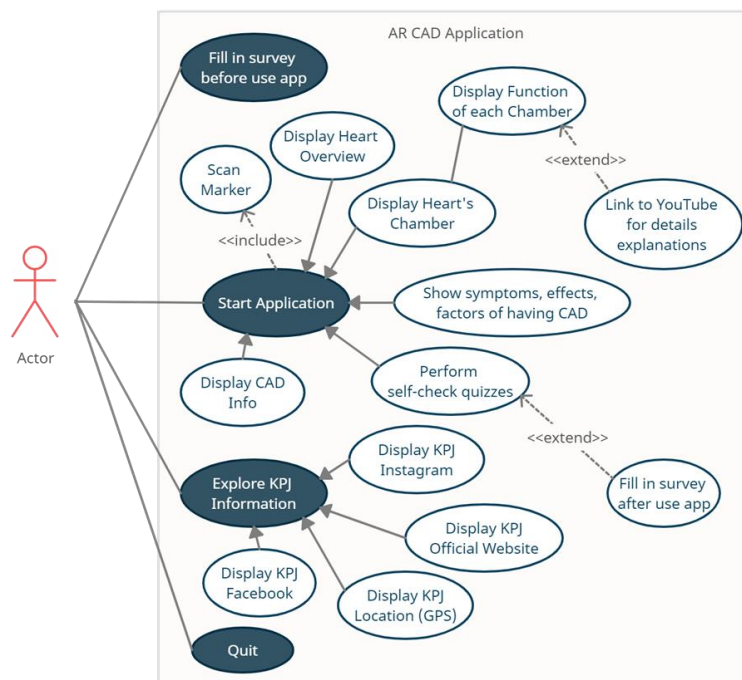 AR CAD Application
Fill in survey
before use app
Display Function
of each Chamber
Display Heart
Overview
<<extend>>
Scan
Marker
Display Heart's
Chamber
Link to YouTube
for details
explanations
<<include>>
Start Application
Show symptoms, effects,
factors of having CAD
Actor
Display CAD
Info
Perform
self-check quizzes
<<extend>>
Display KPJ
Instagram
Explore KPJ
Information
Fill in survey
after use app
Display KPJ
Official Website
Display KPJ
Facebook
Display KPJ
Location (GPS)
Quit